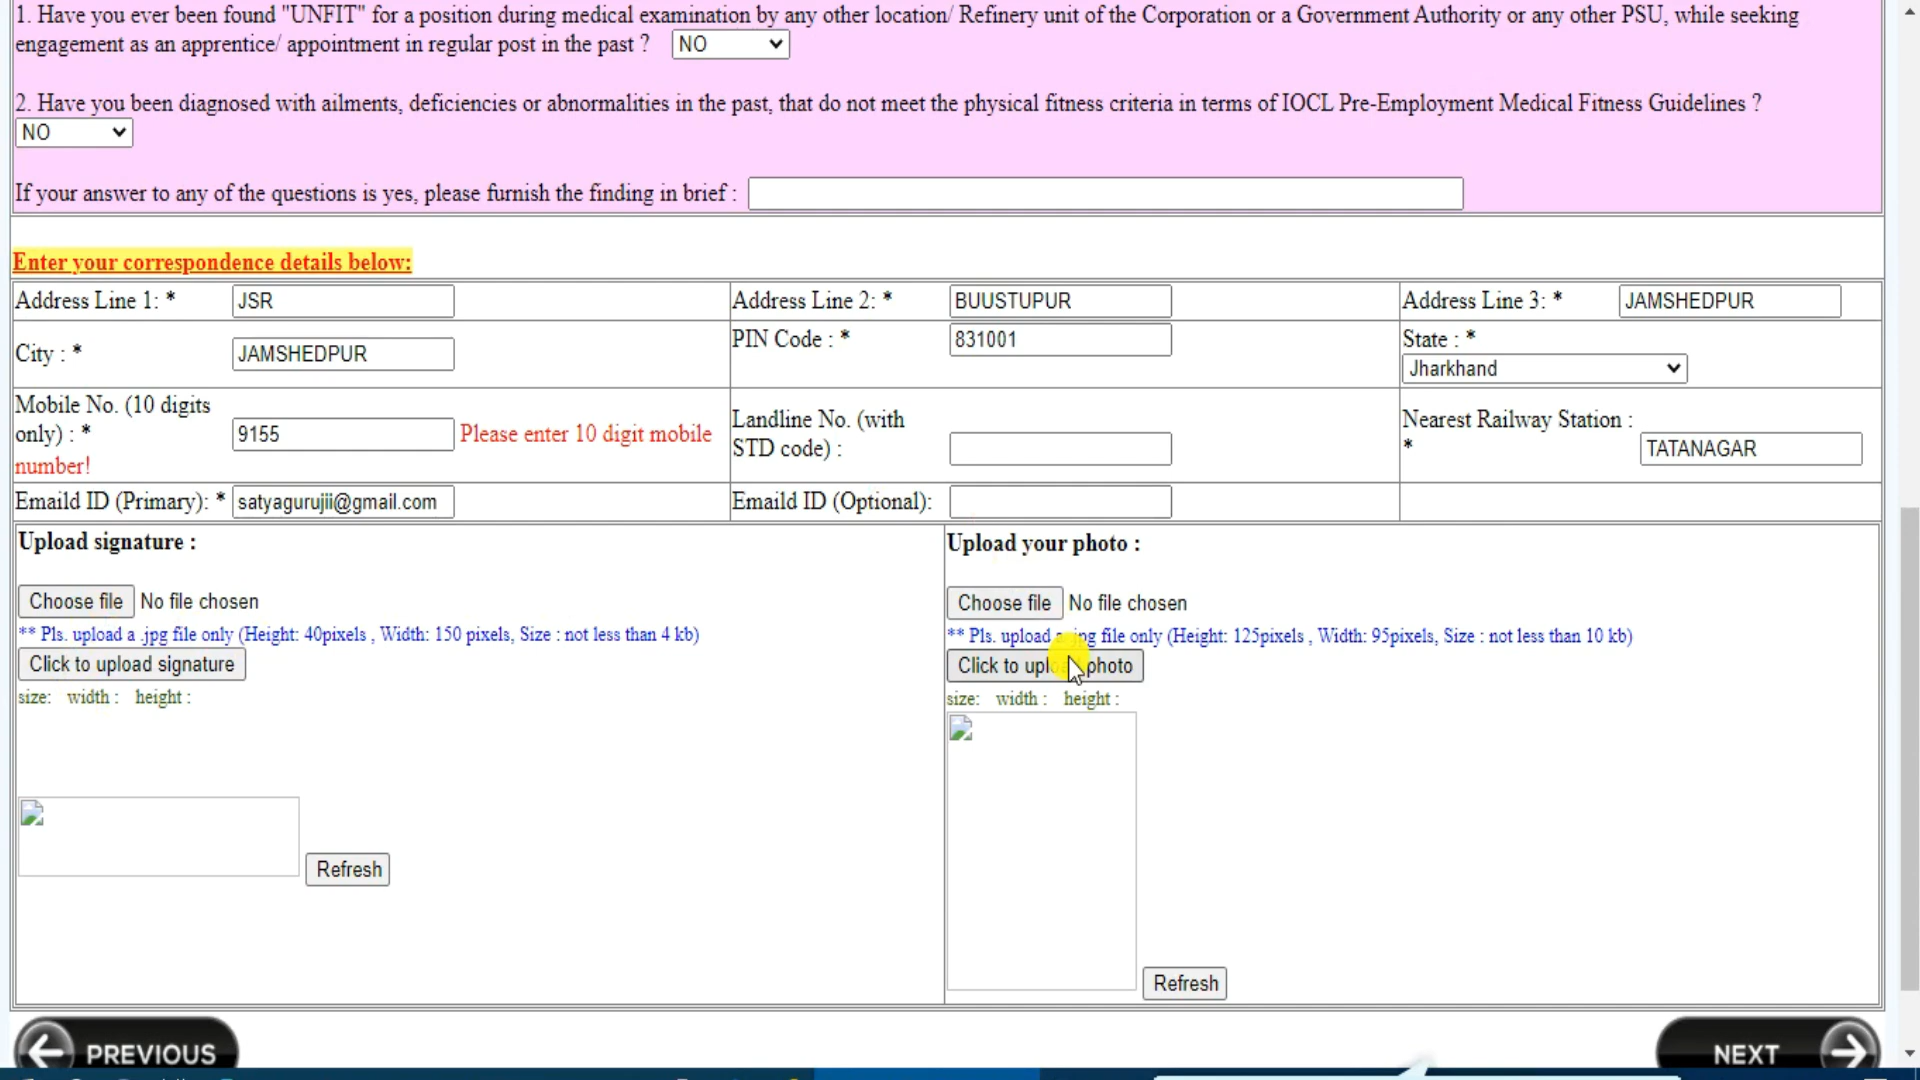 1. Have you ever been found "UNFIT" for a position during medical examination by any other location/ Refinery unit of the Corporation or a Government Authority or any other PSU, while seeking
engagement as an apprentice/ appointment in regular post in the past ? NO
2. Have you been diagnosed with ailments, deficiencies or abnormalities in the past, that do not meet the physical fitness criteria in terms of IOCL Pre-Employment Medical Fitness Guidelines ?
NO
If your answer to any of the questions is yes, please furnish the finding in brief :
Enter your correspondence details below:
Address Line 1: * JSR Address Line 2: * BUUSTUPUR Address Line 3: * JAMSHEDPUR
City : * JAMSHEDPUR PIN Code : * 831001 State : *
Jharkhand
Mobile No. (10 digits
only) : * 9155 Please enter 10 digit mobile
number!
Landline No. (with
STD code) :
Nearest Railway Station :
* TATANAGAR
Emaild ID (Primary): * satyagurujii@gmail.com Emaild ID (Optional):
Upload signature :
Choose file No file chosen
** Pls. upload a .jpg file only (Height: 40pixels , Width: 150 pixels, Size : not less than 4 kb)
Click to upload signature
size: width : height :
Refresh
Upload your photo :
Choose file No file chosen
** Pls. upload a .jpg file only (Height: 125pixels , Width: 95pixels, Size : not less than 10 kb)
Click to upload photo
size: width : height :
Refresh
PREVIOUS
NEXT